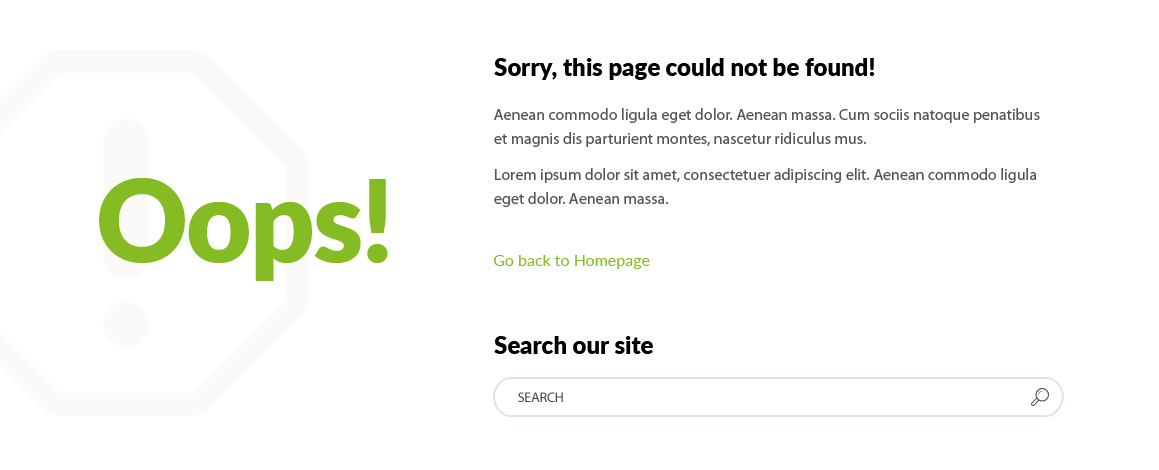 Oops!
Sorry, this page could not be found!
Aenean commodo ligula eget dolor. Aenean massa. Cum sociis natoque penatibus
et magnis dis parturient montes, nascetur ridiculus mus.
Lorem ipsum dolor sit amet, consectetuer adipiscing elit. Aenean commodo ligula
eget dolor. Aenean massa.
Go back to Homepage
Search our site
SEARCH